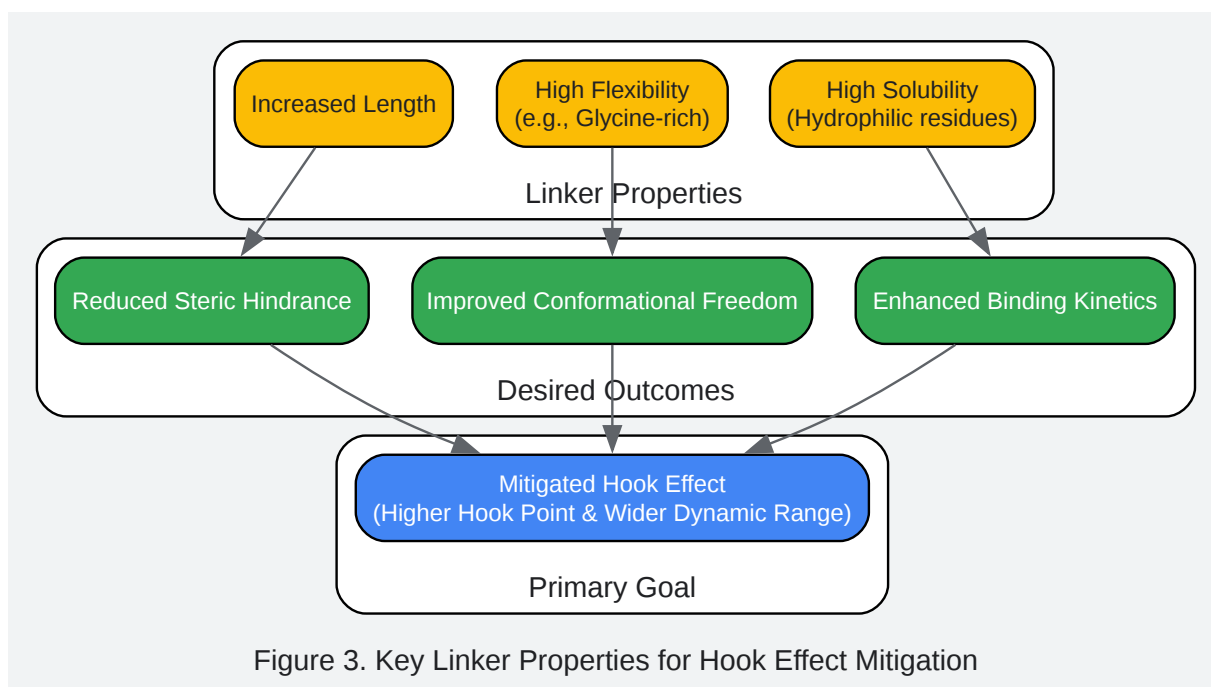 Increased Length
High Flexibility
(e.g., Glycine-rich)
High Solubility
(Hydrophilic residues)
Linker Properties
Reduced Steric Hindrance
Improved Conformational Freedom
Enhanced Binding Kinetics
Desired Outcomes
Mitigated Hook Effect
(Higher Hook Point & Wider Dynamic Range)
Primary Goal
Figure 3. Key Linker Properties for Hook Effect Mitigation